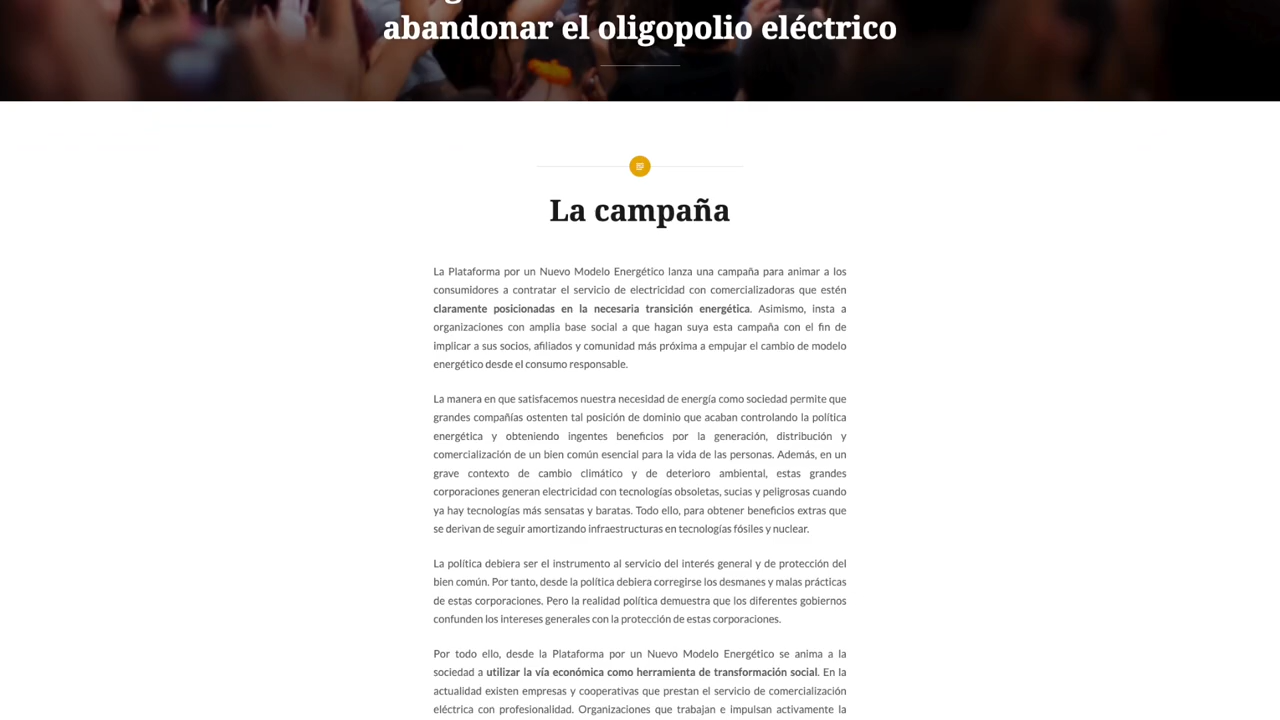 abandonar el oligopolio eléctrico
La campaña
La Plataforma por un Nuevo Modelo Energético lanza una campaña para animar a los
consumidores a contratar el servicio de electricidad con comercializadoras que estén
claramente posicionadas en la necesaria transición energética. Asimismo, insta a
organizaciones con amplia base social a que hagan suya esta campaña con el fin de
implicar a sus socios, afiliados y comunidad más próxima a empujar el cambio de modelo
energético desde el consumo responsable.
La manera en que satisfacemos nuestra necesidad de energía como sociedad permite que
grandes compañías ostenten tal posición de dominio que acaban controlando la política
energética y obteniendo ingentes beneficios por la generación, distribución y
comercialización de un bien común esencial para la vida de las personas. Además, en un
grave contexto de cambio climático y de deterioro ambiental, estas grandes
corporaciones generan electricidad con tecnologías obsoletas, sucias y peligrosas cuando
ya hay tecnologías más sensatas y baratas. Todo ello, para obtener beneficios extras que
se derivan de seguir amortizando infraestructuras en tecnologías fósiles y nuclear.
La política debiera ser el instrumento al servicio del interés general y de protección del
bien común. Por tanto, desde la política debiera corregirse los desmanes y malas prácticas
de estas corporaciones. Pero la realidad política demuestra que los diferentes gobiernos
confunden los intereses generales con la protección de estas corporaciones.
Por todo ello, desde la Plataforma por un Nuevo Modelo Energético se anima a la
sociedad a utilizar la vía económica como herramienta de transformación social. En la
actualidad existen empresas y cooperativas que prestan el servicio de comercialización
eléctrica con profesionalidad. Organizaciones que trabajan e impulsan activamente la